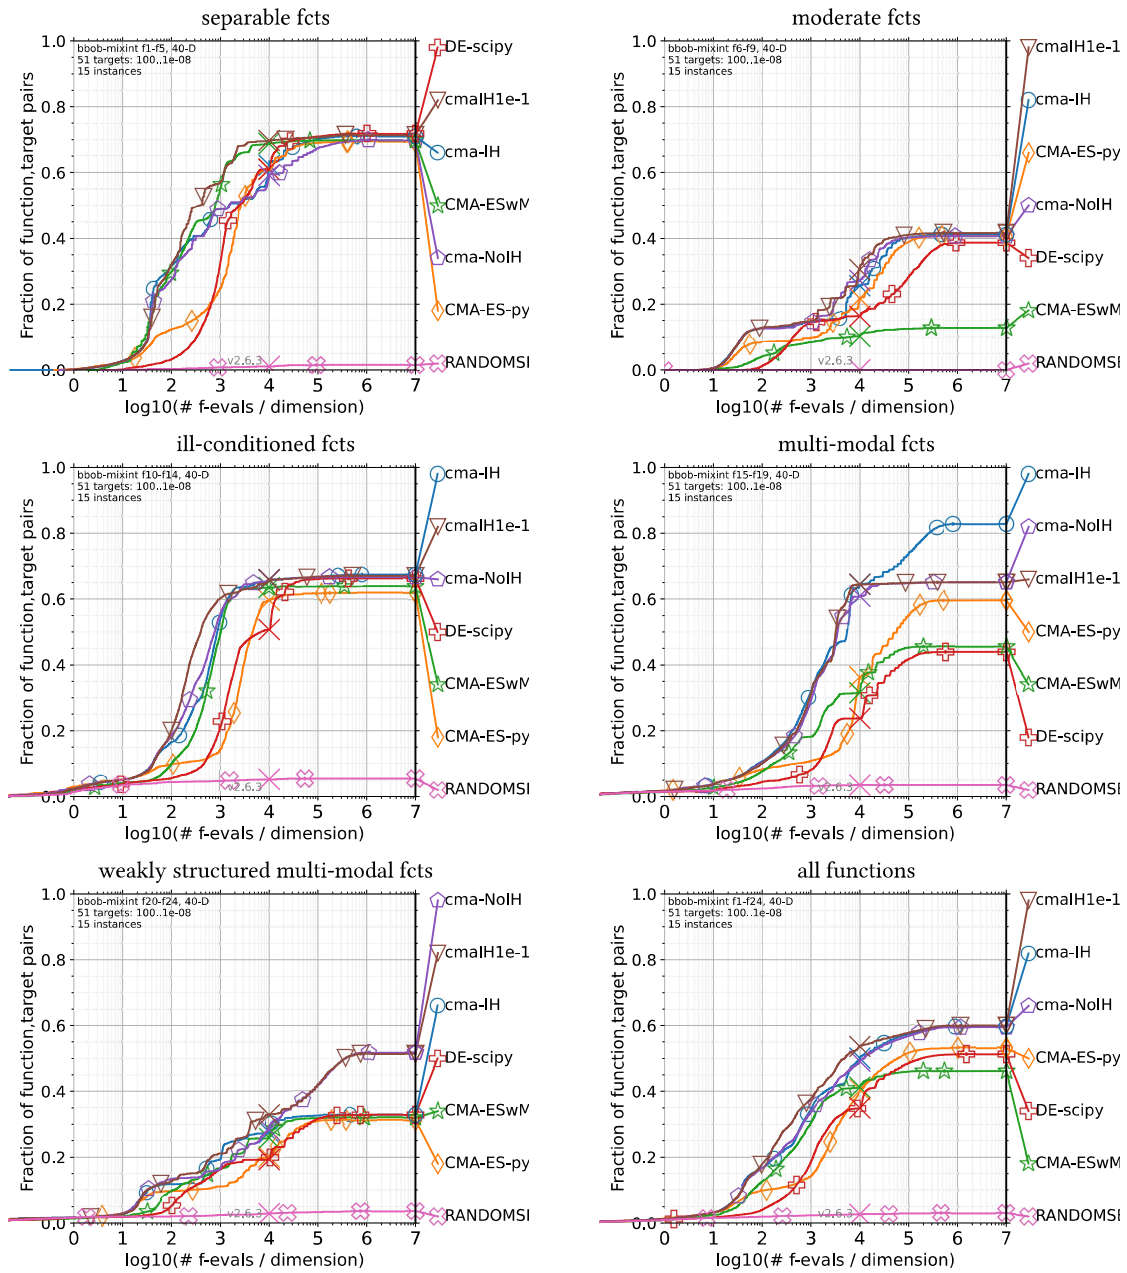 separable fcts
1.0
0.8
0.6
0.4
0.2
0.0
Fraction of function,target pairs
bbob-mixint f1-f5, 40-D
51 targets: 100..1e-08
15 instances
v2.6.3
0 1 2 3 4 5 6 7
log10(# f-evals / dimension)
DE-scipy
cmaIH1e-1
cma-IH
CMA-ESwM
cma-NoIH
CMA-ES-py
RANDOMSE
moderate fcts
1.0
0.8
0.6
0.4
0.2
0.0
Fraction of function,target pairs
bbob-mixint f6-f9, 40-D
51 targets: 100..1e-08
15 instances
v2.6.3
0 1 2 3 4 5 6 7
log10(# f-evals / dimension)
cmaIH1e-1
cma-IH
CMA-ES-py
cma-NoIH
DE-scipy
CMA-ESwM
RANDOMSE
ill-conditioned fcts
1.0
0.8
0.6
0.4
0.2
0.0
Fraction of function,target pairs
bbob-mixint f10-f14, 40-D
51 targets: 100..1e-08
15 instances
v2.6.3
0 1 2 3 4 5 6 7
log10(# f-evals / dimension)
cma-IH
cmaIH1e-1
cma-NoIH
DE-scipy
CMA-ESwM
CMA-ES-py
RANDOMSE
multi-modal fcts
1.0
0.8
0.6
0.4
0.2
0.0
Fraction of function,target pairs
bbob-mixint f15-f19, 40-D
51 targets: 100..1e-08
15 instances
v2.6.3
0 1 2 3 4 5 6 7
log10(# f-evals / dimension)
cma-IH
cma-NoIH
cmaIH1e-1
CMA-ES-py
CMA-ESwM
DE-scipy
RANDOMSE
weakly structured multi-modal fcts
1.0
0.8
0.6
0.4
0.2
0.0
Fraction of function,target pairs
bbob-mixint f20-f24, 40-D
51 targets: 100..1e-08
15 instances
v2.6.3
0 1 2 3 4 5 6 7
log10(# f-evals / dimension)
cma-NoIH
cmaIH1e-1
cma-IH
DE-scipy
CMA-ESwM
CMA-ES-py
RANDOMSE
all functions
1.0
0.8
0.6
0.4
0.2
0.0
Fraction of function,target pairs
bbob-mixint f1-f24, 40-D
51 targets: 100..1e-08
15 instances
v2.6.3
0 1 2 3 4 5 6 7
log10(# f-evals / dimension)
cmaIH1e-1
cma-IH
cma-NoIH
CMA-ES-py
DE-scipy
CMA-ESwM
RANDOMSE